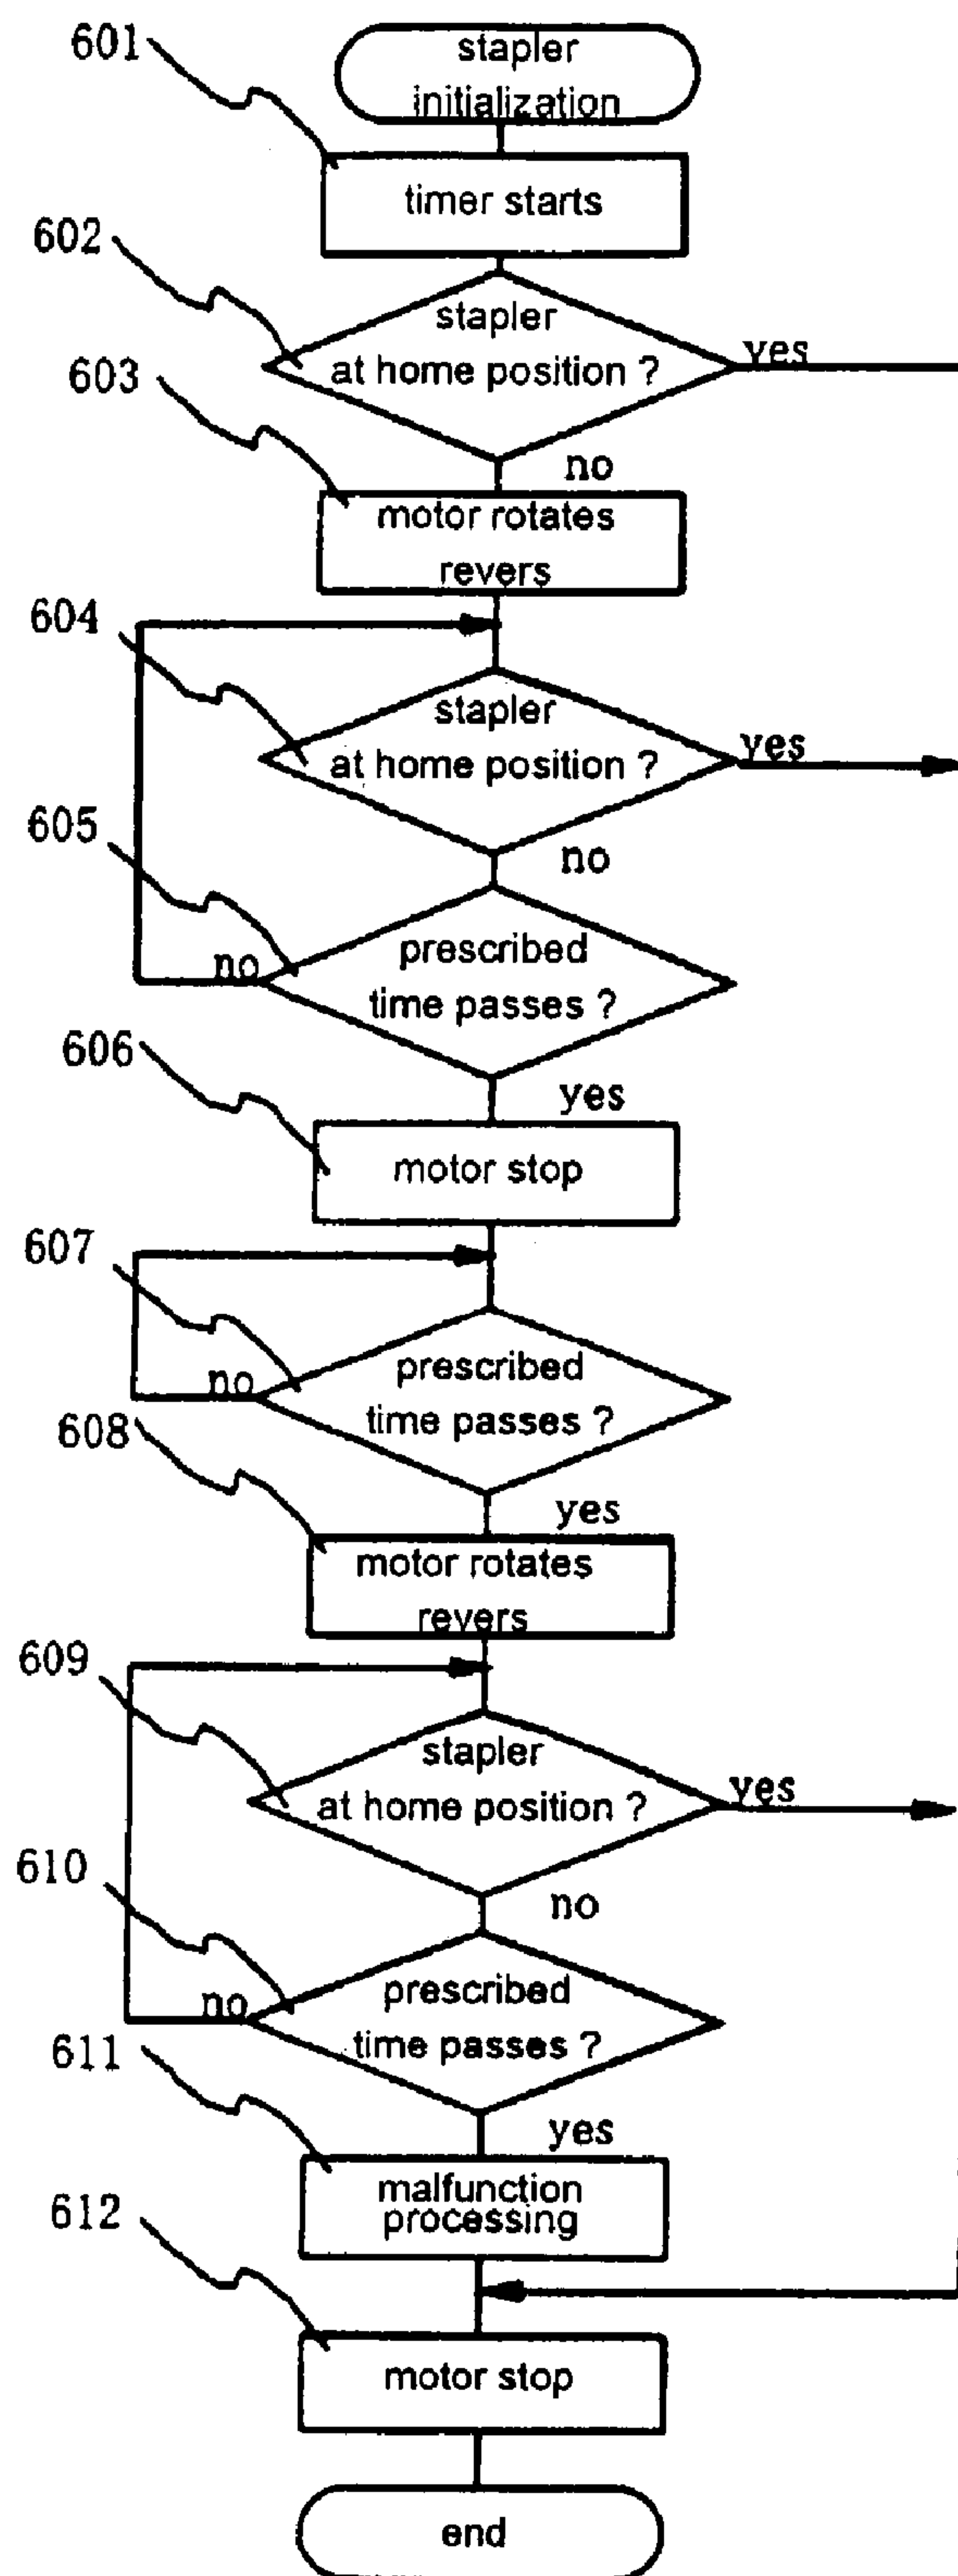 601
stapler
initialization
timer starts
602
stapler
at home position ?
yes
603
no
motor rotates
revers
604
stapler
at home position ?
yes
605
no
prescribed
time passes ?
no
606
yes
motor stop
607
prescribed
time passes ?
no
608
yes
motor rotates
revers
609
stapler
at home position ?
yes
610
no
prescribed
time passes ?
no
611
yes
malfunction
processing
612
motor stop
end